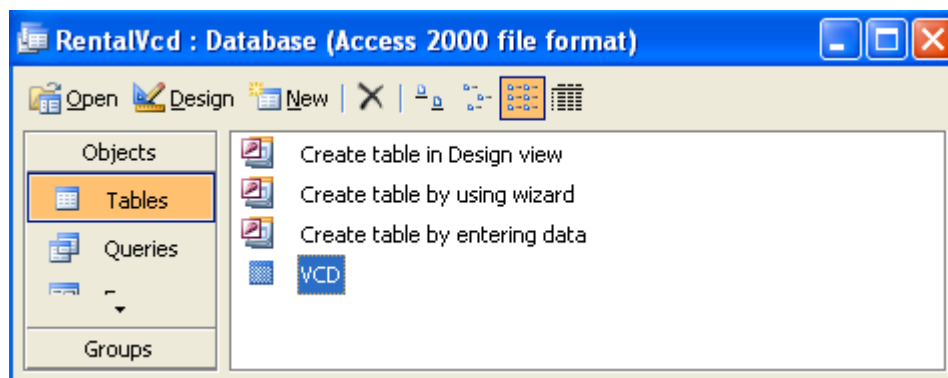 RentalVcd : Database (Access 2000 file format)
Open Design New
Objects
Tables
Queries
Groups
Create table in Design view
Create table by using wizard
Create table by entering data
VCD